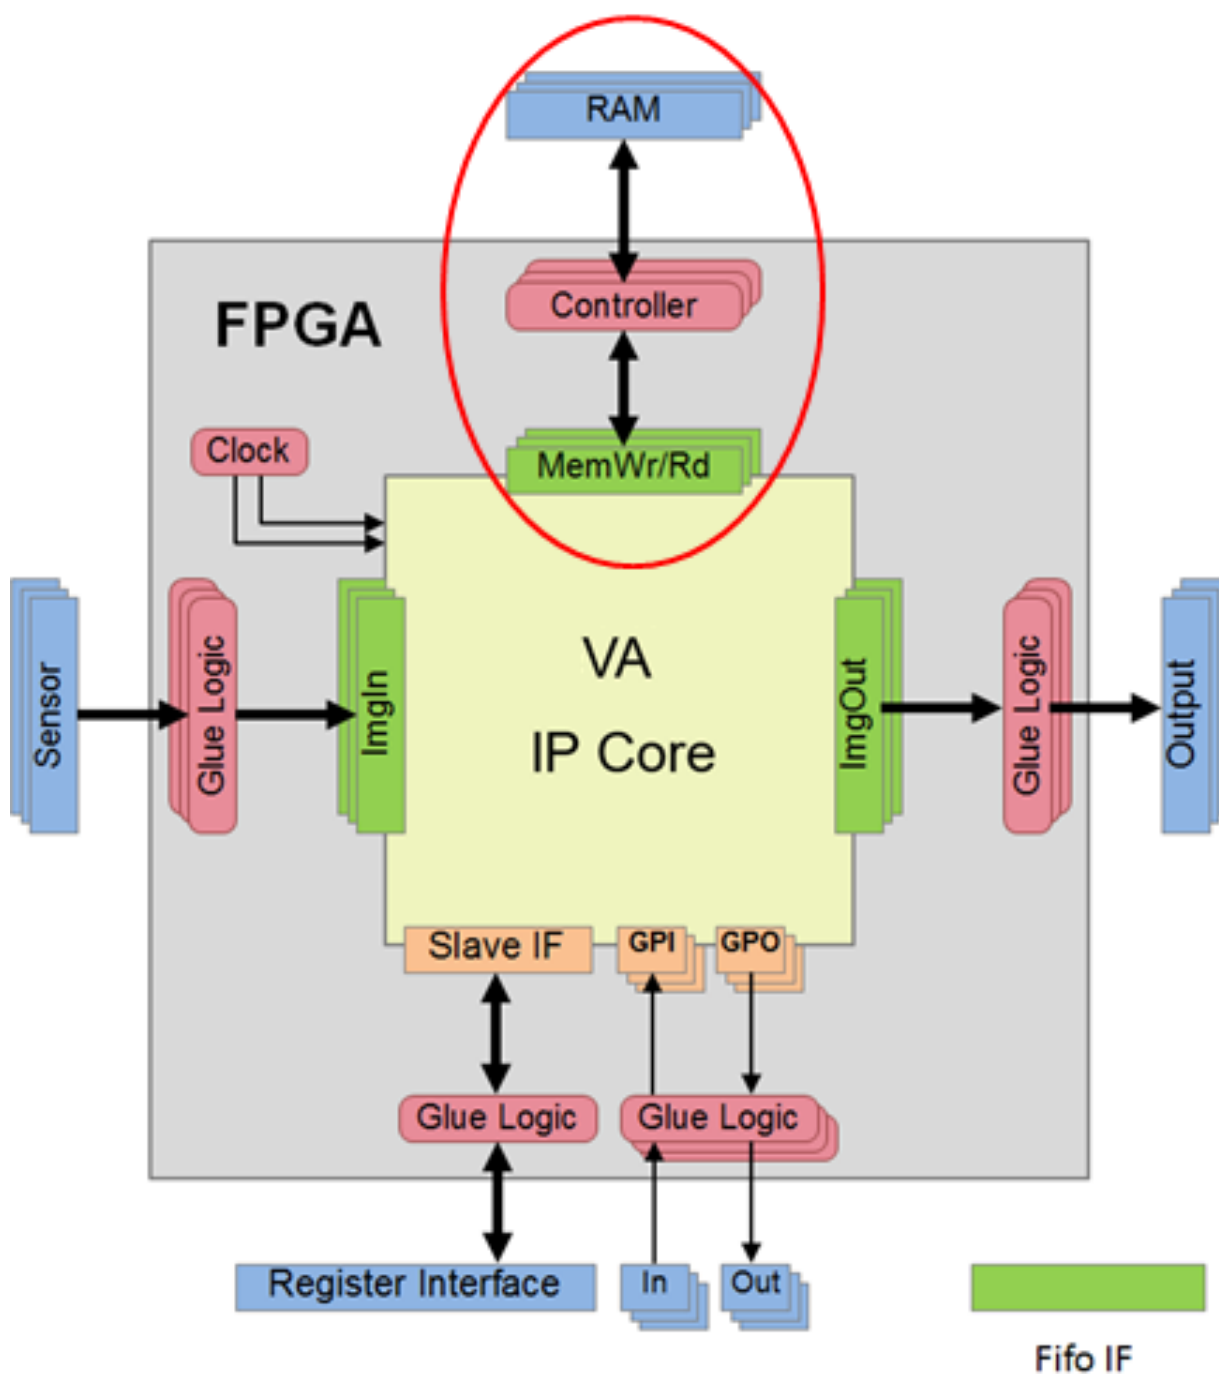 RAM
Controller
FPGA
Clock
MemWr/Rd
Sensor
Glue Logic
ImgIn
VA
IP Core
ImgOut
Glue Logic
Output
Slave IF
GPI
GPO
Glue Logic
Glue Logic
Register Interface
In
Out
Fifo IF